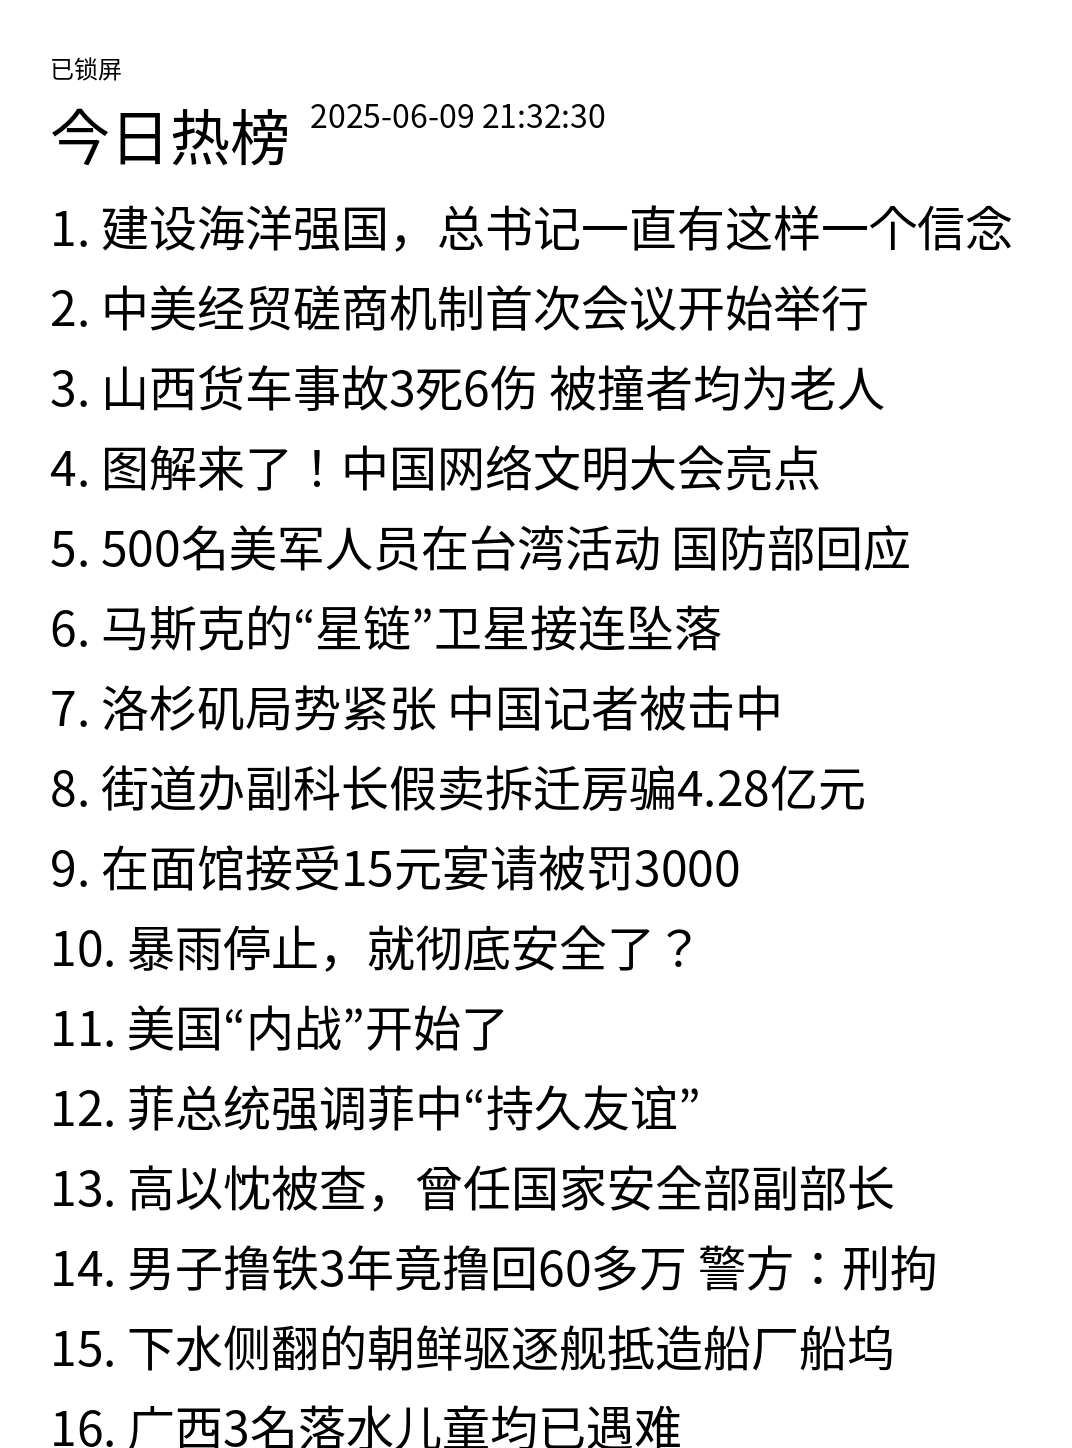 已锁屏
今日热榜 2025-06-09 21:32:30
1. 建设海洋强国，总书记一直有这样一个信念
2. 中美经贸磋商机制首次会议开始举行
3. 山西货车事故3死6伤 被撞者均为老人
4. 图解来了！中国网络文明大会亮点
5. 500名美军人员在台湾活动 国防部回应
6. 马斯克的“星链”卫星接连坠落
7. 洛杉矶局势紧张 中国记者被击中
8. 街道办副科长假卖拆迁房骗4.28亿元
9. 在面馆接受15元宴请被罚3000
10. 暴雨停止，就彻底安全了？
11. 美国“内战”开始了
12. 菲总统强调菲中“持久友谊”
13. 高以忱被查，曾任国家安全部副部长
14. 男子撸铁3年竟撸回60多万 警方：刑拘
15. 下水侧翻的朝鲜驱逐舰抵造船厂船坞
16. 广西3名落水儿童均已遇难